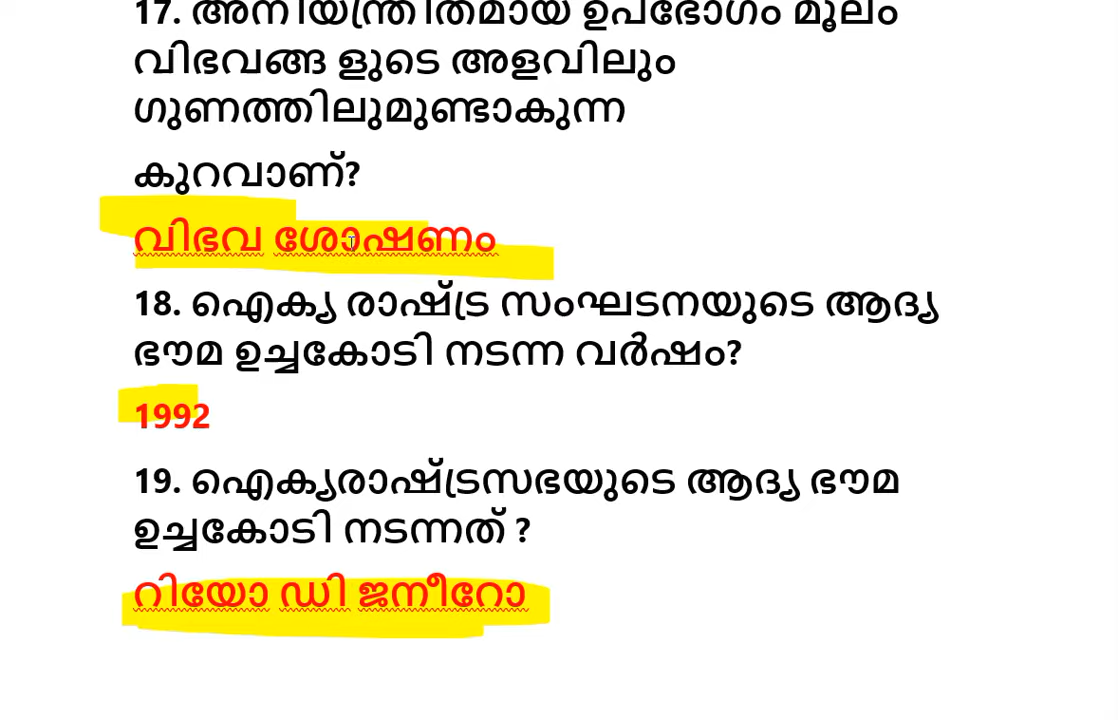 17. അനിയന്ത്രിതമായ ഉപഭോഗം മൂലം
വിഭവങ്ങ ളുടെ അളവിലും
ഗുണത്തിലുമുണ്ടാകുന്ന
കുറവാണ്?
വിഭവ ശോഷണം
18. ഐക്യ രാഷ്ട്ര സംഘടനയുടെ ആദ്യ
ഭൗമ ഉച്ചകോടി നടന്ന വർഷം?
1992
19. ഐക്യരാഷ്ട്രസഭയുടെ ആദ്യ ഭൗമ
ഉച്ചകോടി നടന്നത് ?
റിയോ ഡി ജനീറോ